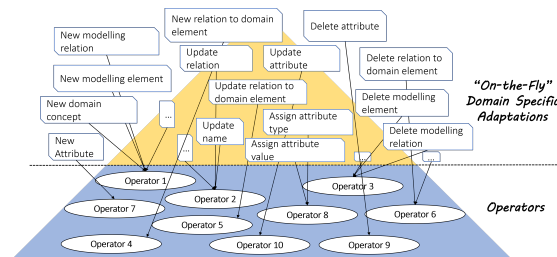 New relation to domain
element
Delete attribute
New modelling
relation
Update
relation
Update
attribute
Delete relation to
domain element
New modelling element
Update relation to
domain element
"On-the-Fly"
Domain Specific
Adaptations
New domain
concept
...
Delete modelling
element
Assign attribute
type
Update
name
Delete modelling
relation
New
Attribute
...
Assign attribute
value
...
...
Operator 1
Operator 2
Operator 3
Operators
Operator 7
Operator 8
Operator 6
Operator 5
Operator 4
Operator 10
Operator 9